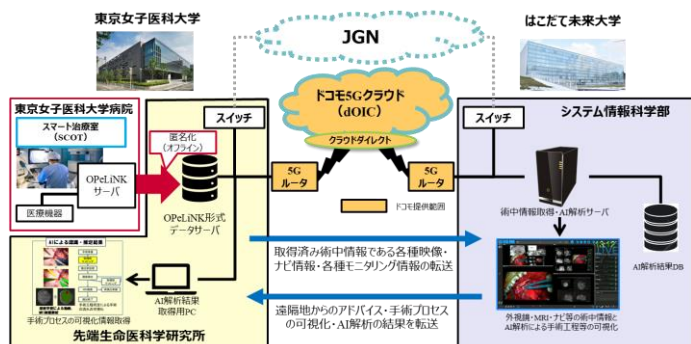 東京女子医科大学
はこだて未来大学
JGN
ドコモ5Gクラウド
(dOIC)
クラウドダイレクト
東京女子医科大学病院
スマート治療室
(SCOT)
OPeLiNK
サーバ
医療機器
匿名化
(オフライン)
OPeLiNK形式
データサーバ
スイッチ
5G
ルータ
5G
ルータ
ドコモ提供範囲
スイッチ
システム情報科学部
術中情報取得・AI解析サーバ
AI解析結果DB
取得済み術中情報である各種映像・
ナビ情報・各種モニタリング情報の転送
遠隔地からのアドバイス・手術プロセス
の可視化・AI解析の結果を転送
AI解析結果
取得用PC
手術プロセスの可視化情報取得
先端生命医科学研究所
外視鏡・MRI・ナビ等の術中情報と
AI解析による手術工程等の可視化